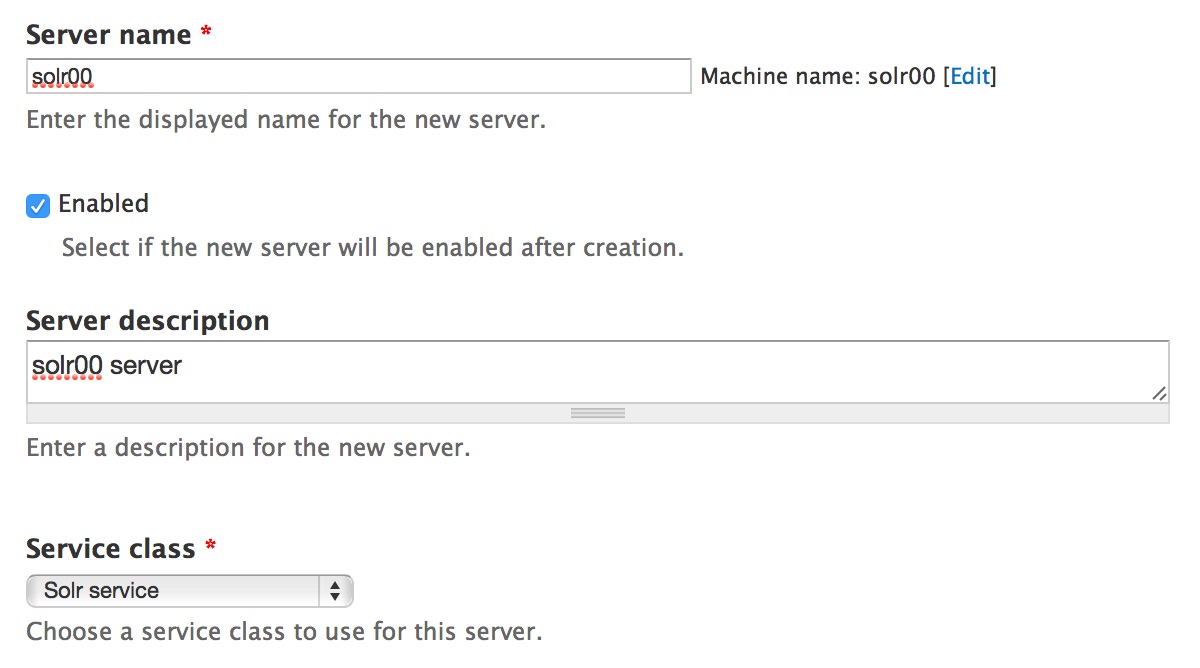 Server name *
solr00 Machine name: solr00 [Edit]
Enter the displayed name for the new server.
Enabled
Select if the new server will be enabled after creation.
Server description
solr00 server
Enter a description for the new server.
Service class *
Solr service
Choose a service class to use for this server.